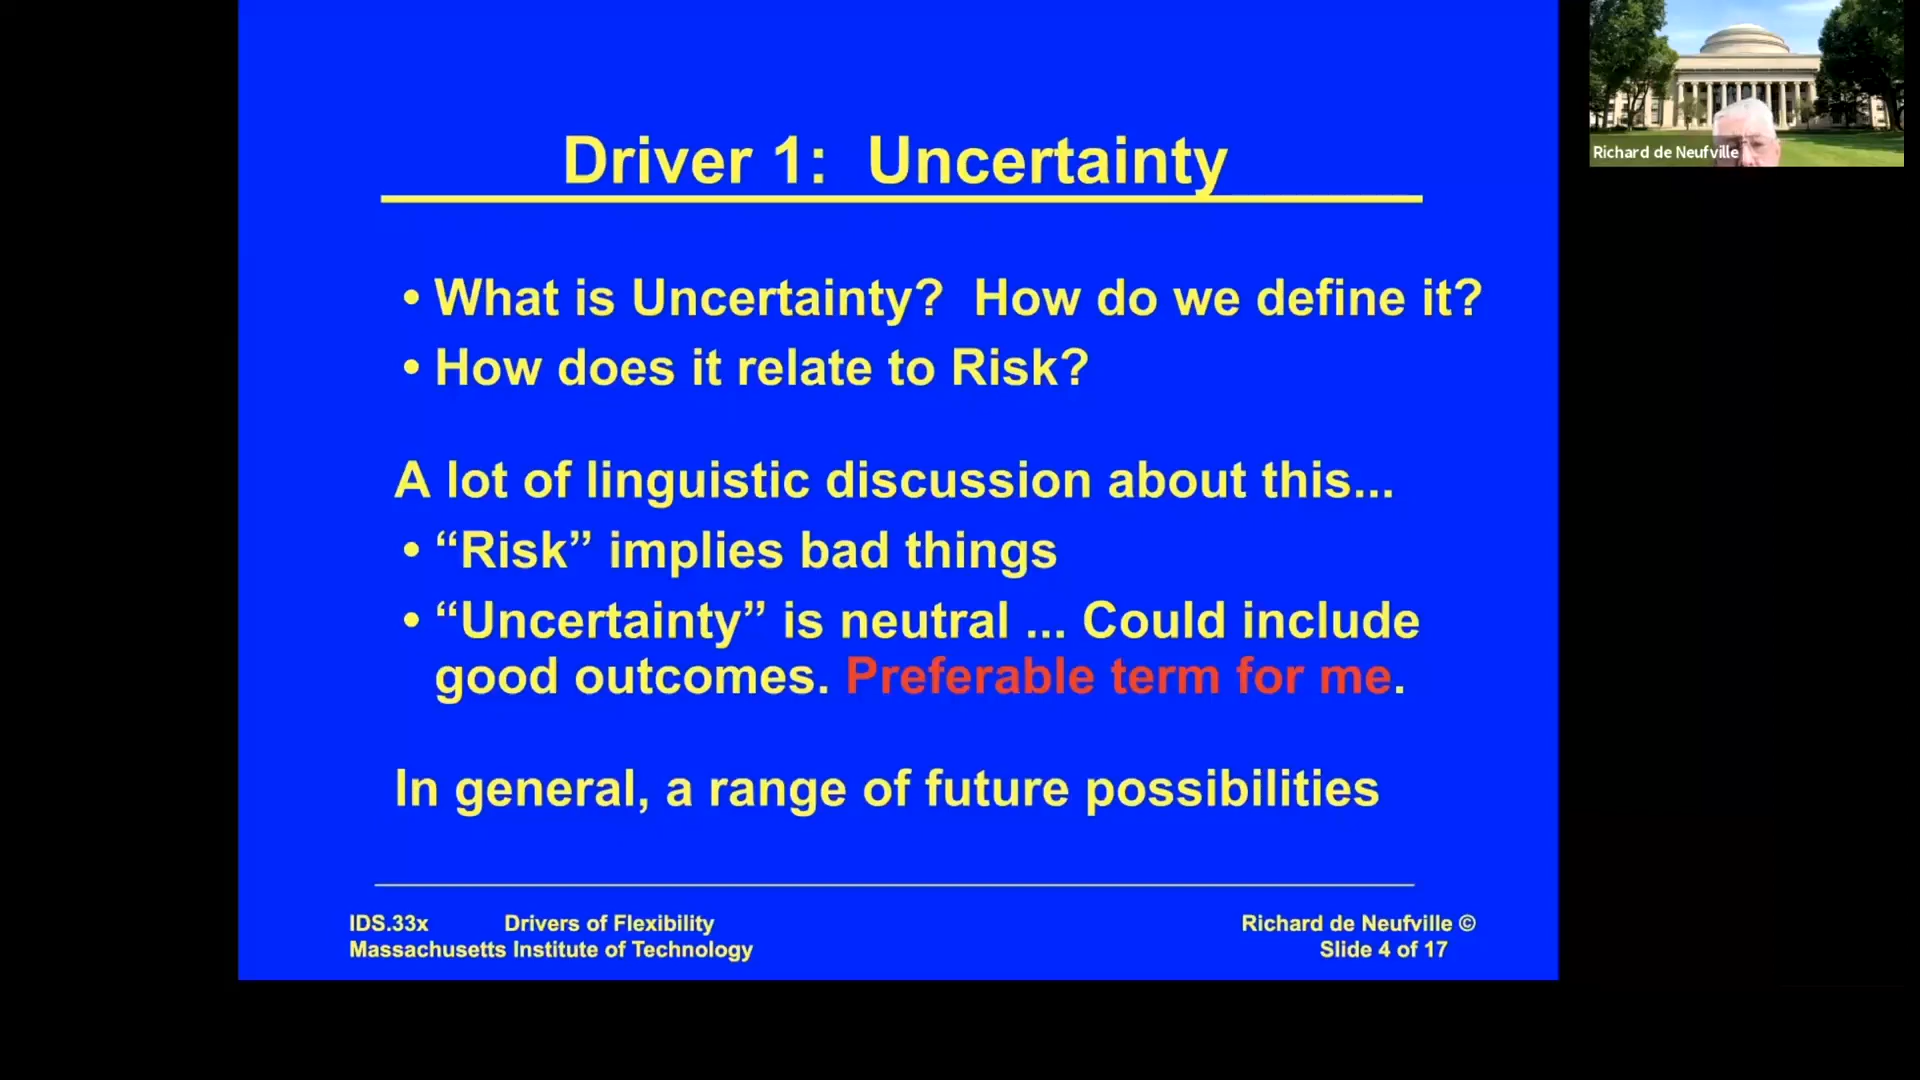 Driver 1: Uncertainty
• What is Uncertainty? How do we define it?
• How does it relate to Risk?
A lot of linguistic discussion about this...
• “Risk” implies bad things
• “Uncertainty” is neutral ... Could include
good outcomes. Preferable term for me.
In general, a range of future possibilities
IDS.33x Drivers of Flexibility
Massachusetts Institute of Technology
Richard de Neufville ©
Slide 4 of 17
Richard de Neufville